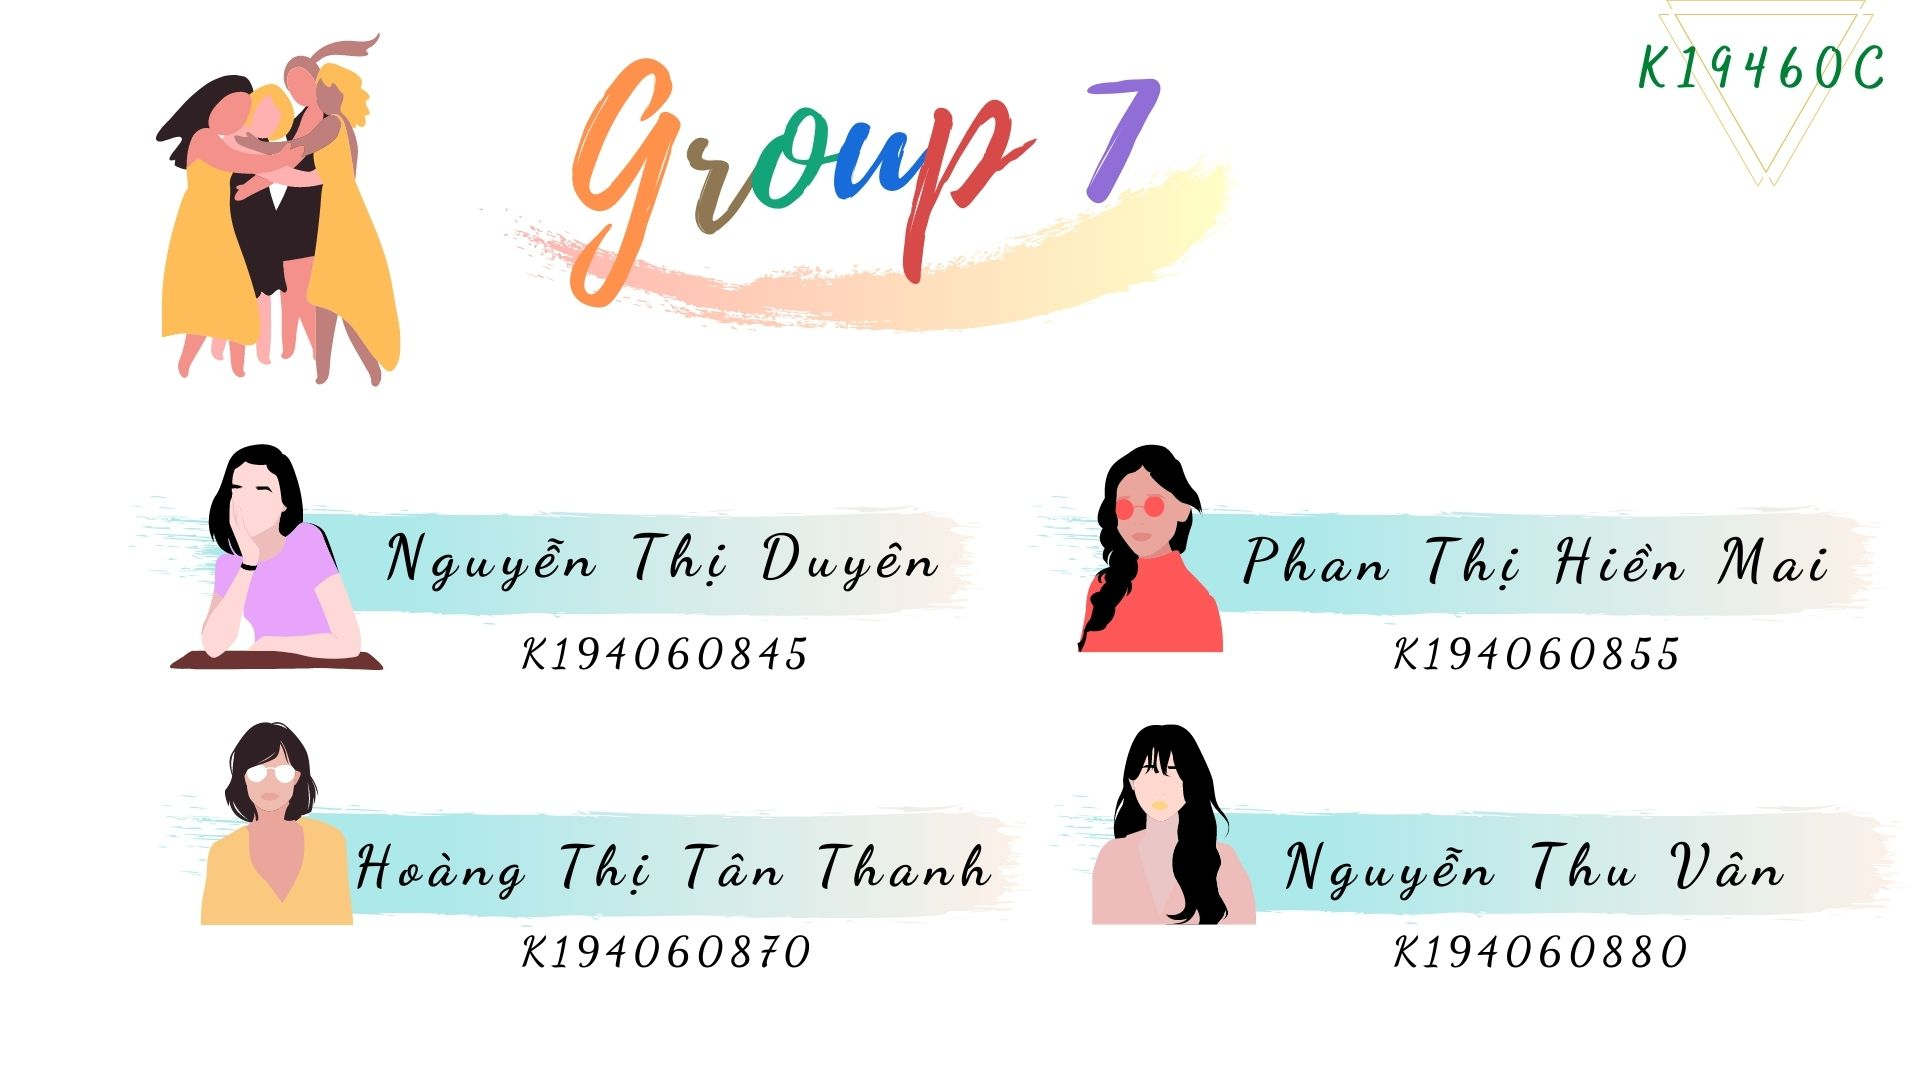 Group 7
K19460C
Nguyễn Thị Duyên
K194060845
Phan Thị Hiền Mai
K194060855
Hoàng Thị Tân Thanh
K194060870
Nguyễn Thu Vân
K194060880